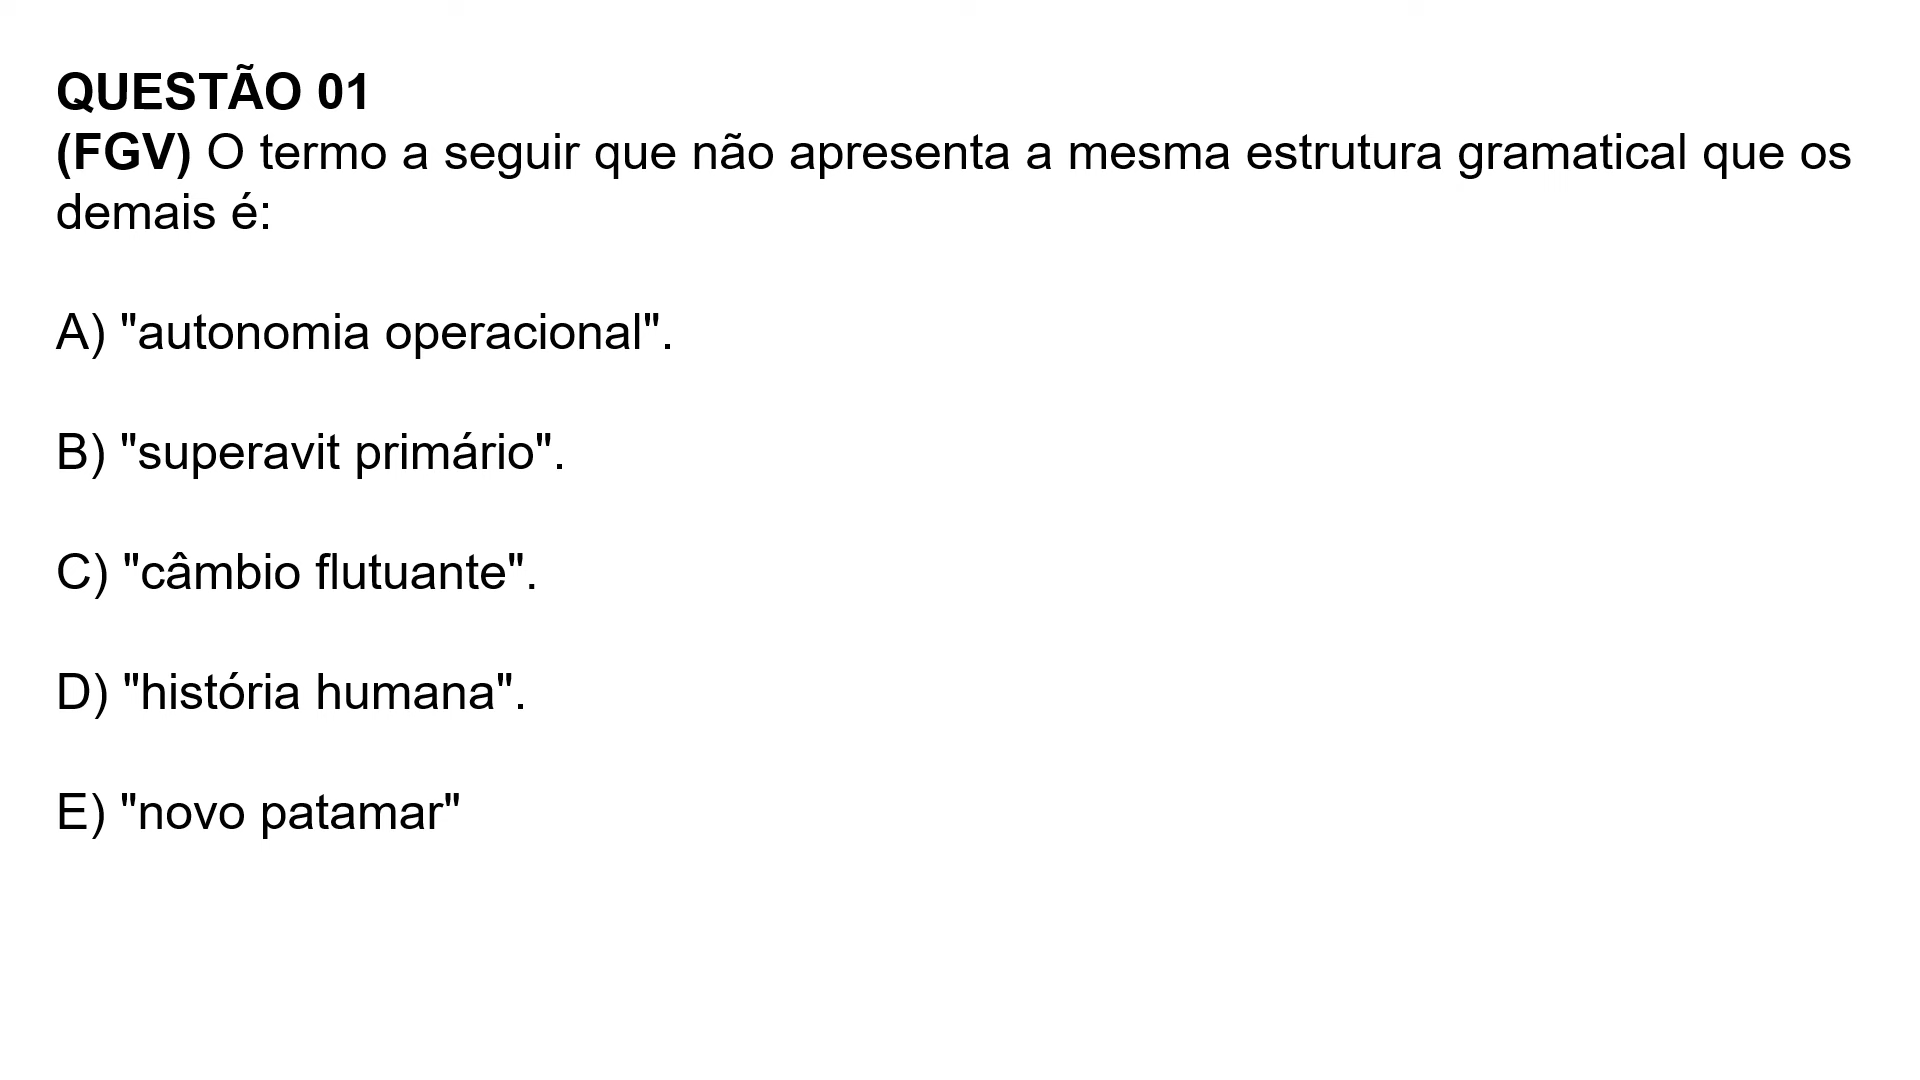 QUESTÃO 01
(FGV) O termo a seguir que não apresenta a mesma estrutura gramatical que os
demais é:
A) "autonomia operacional".
B) "superavit primário".
C) "câmbio flutuante".
D) "história humana".
E) "novo patamar"